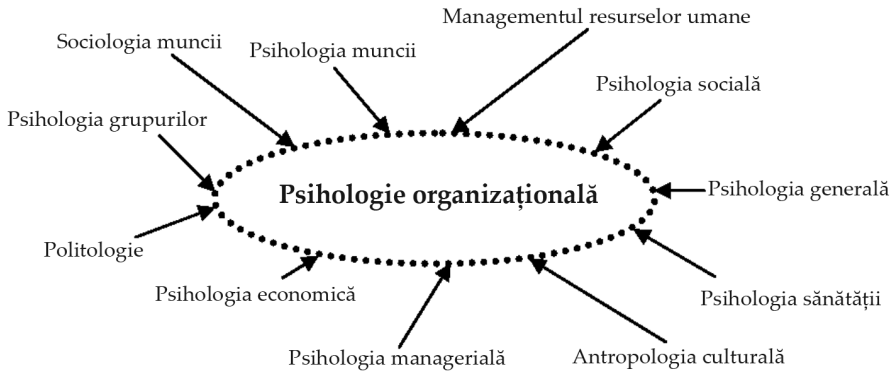 Managementul resurselor umane
Sociologia muncii
Psihologia muncii
Psihologia socială
Psihologia grupurilor
Psihologie organizațională
Psihologia generală
Politologie
Psihologia economică
Psihologia sănătății
Psihologia managerială
Antropologia culturală